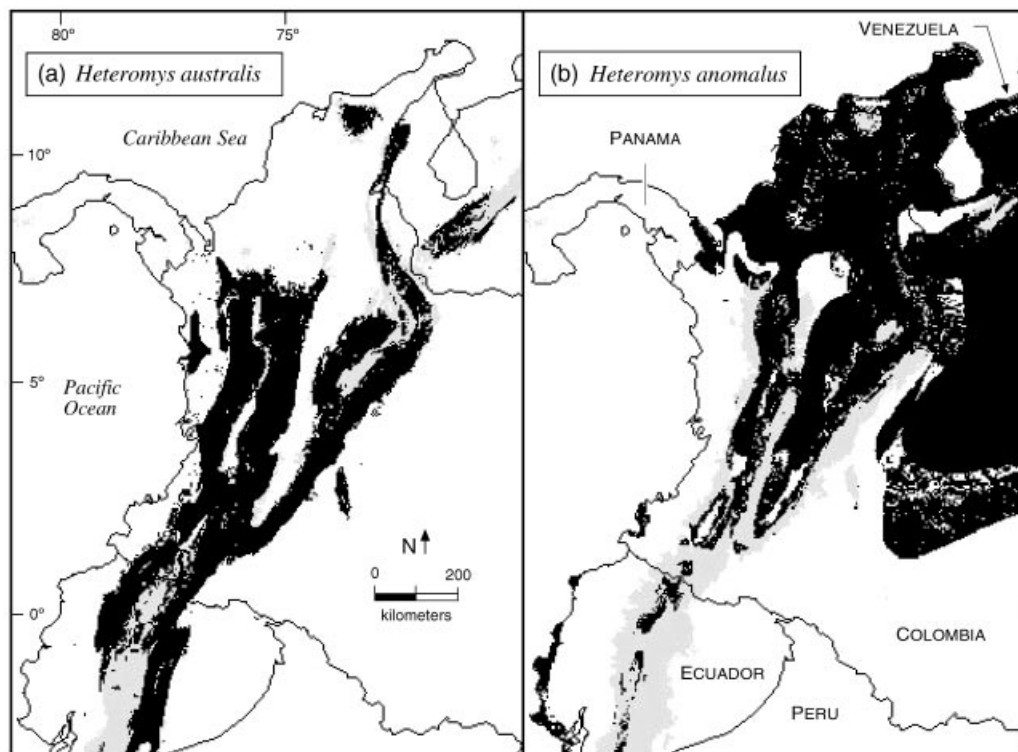 80°
75°
(a) Heteromys australis
Caribbean Sea
10°
Pacific
Ocean
5°
N
0
200
kilometers
0°
VENEZUELA
(b) Heteromys anomalus
PANAMA
COLOMBIA
ECUADOR
PERU